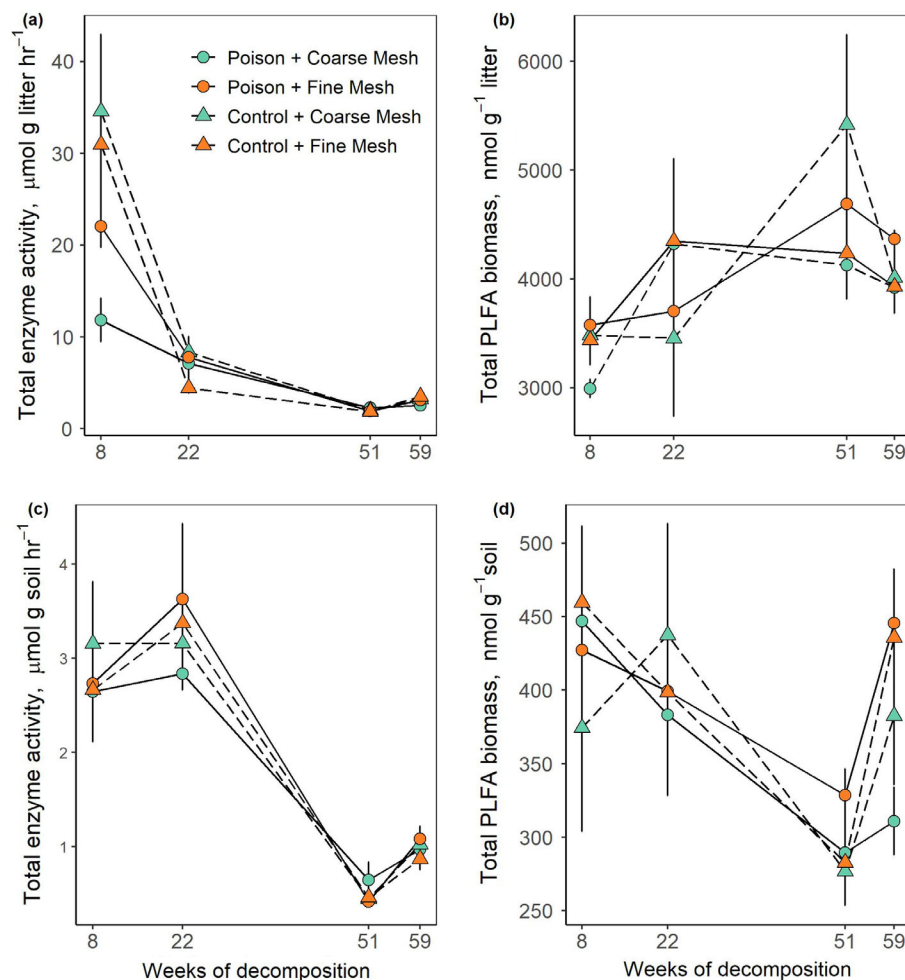 (a)
Total enzyme activity, μmol g litter hr⁻¹
40
30
20
10
0
8
22
51
59
Poison + Coarse Mesh
Poison + Fine Mesh
Control + Coarse Mesh
Control + Fine Mesh
(b)
Total PLFA biomass, nmol g⁻¹ litter
6000
5000
4000
3000
8
22
51
59
(c)
Total enzyme activity, μmol g soil hr⁻¹
4
3
2
1
8
22
51
59
Weeks of decomposition
(d)
Total PLFA biomass, nmol g⁻¹soil
500
450
400
350
300
250
8
22
51
59
Weeks of decomposition